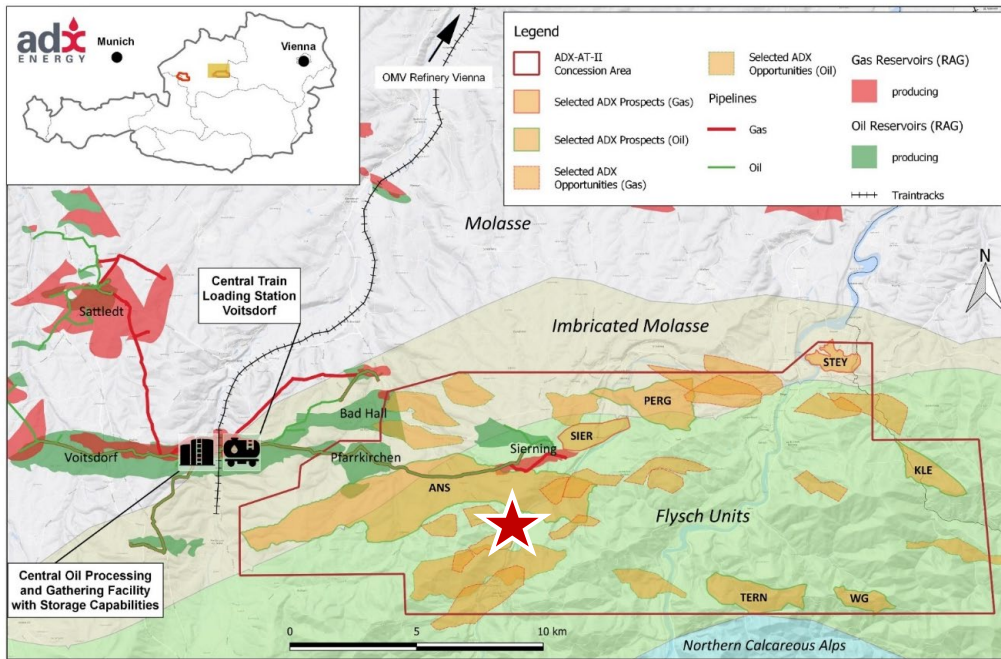 adx
ENERGY
Munich
Vienna
OMV Refinery Vienna
Legend
ADX-AT-II
Concession Area
Selected ADX Prospects (Gas)
Selected ADX Prospects (Oil)
Selected ADX
Opportunities (Gas)
Selected ADX
Opportunities (Oil)
Pipelines
Gas
Oil
Gas Reservoirs (RAG)
producing
Oil Reservoirs (RAG)
producing
Traintracks
Molasse
N
Central Train
Loading Station
Voitsdorf
Sattledt
Imbricated Molasse
STEY
PERG
Bad Hall
SIER
Sierning
Voitsdorf
Pfarrkirchen
KLE
ANS
Flysch Units
Central Oil Processing
and Gathering Facility
with Storage Capabilities
TERN
WG
0 5 10 km
Northern Calcareous Alps